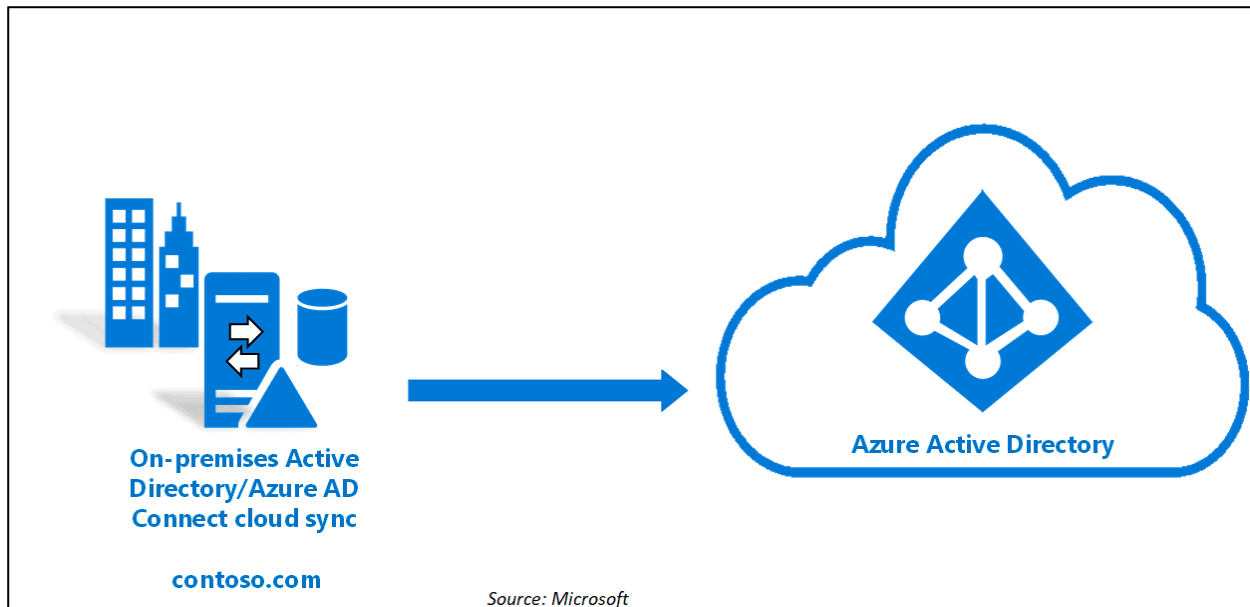 On-premises Active
Directory/Azure AD
Connect cloud sync
contoso.com
Azure Active Directory
Source: Microsoft